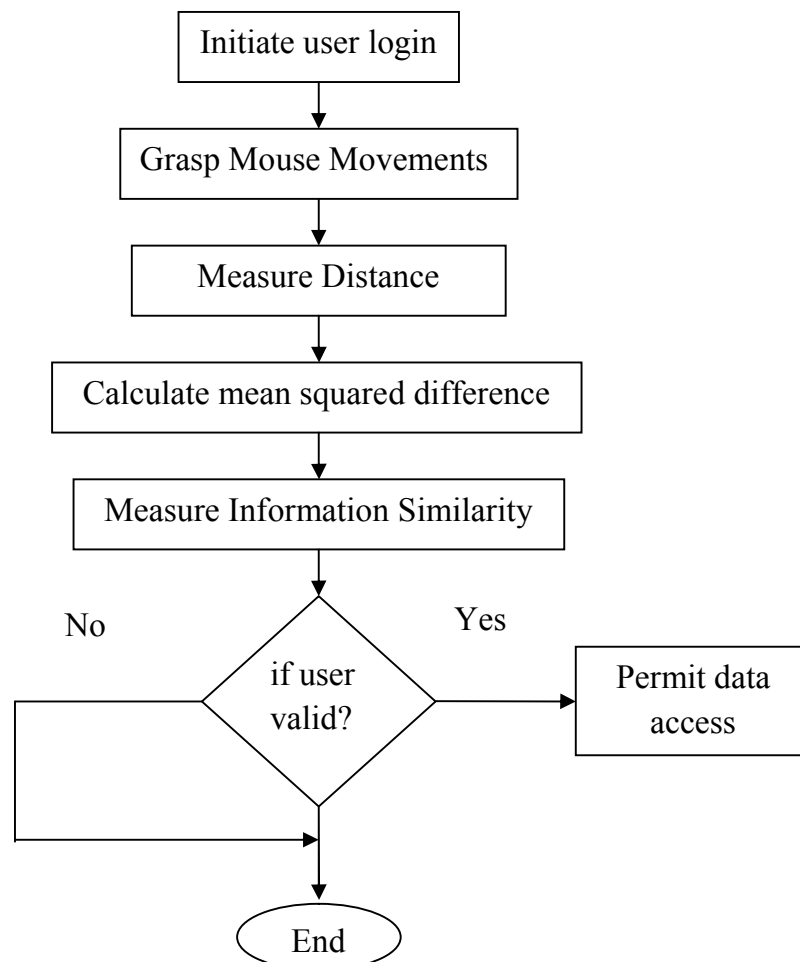 Initiate user login
Grasp Mouse Movements
Measure Distance
Calculate mean squared difference
Measure Information Similarity
No
Yes
if user
valid?
Permit data
access
End